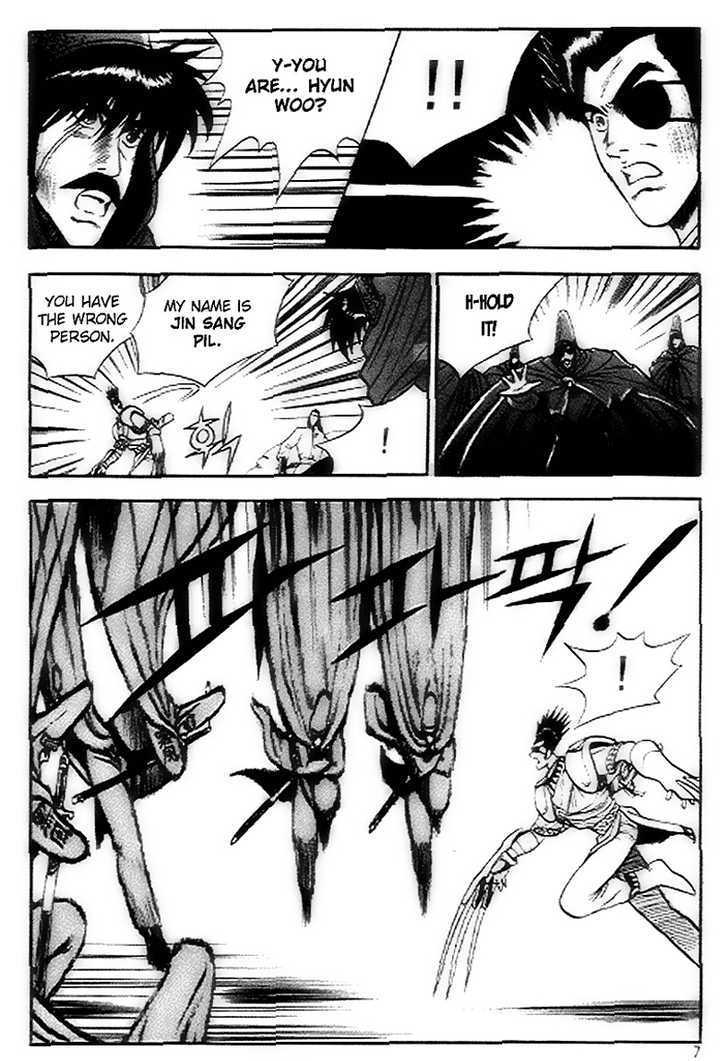 Y-YOU
ARE... HYUN
WOO?
!!
YOU HAVE
THE WRONG
PERSON.
MY NAME IS
JIN SANG
PIL.
!
H-HOLD
IT!
파파팍!
!
7